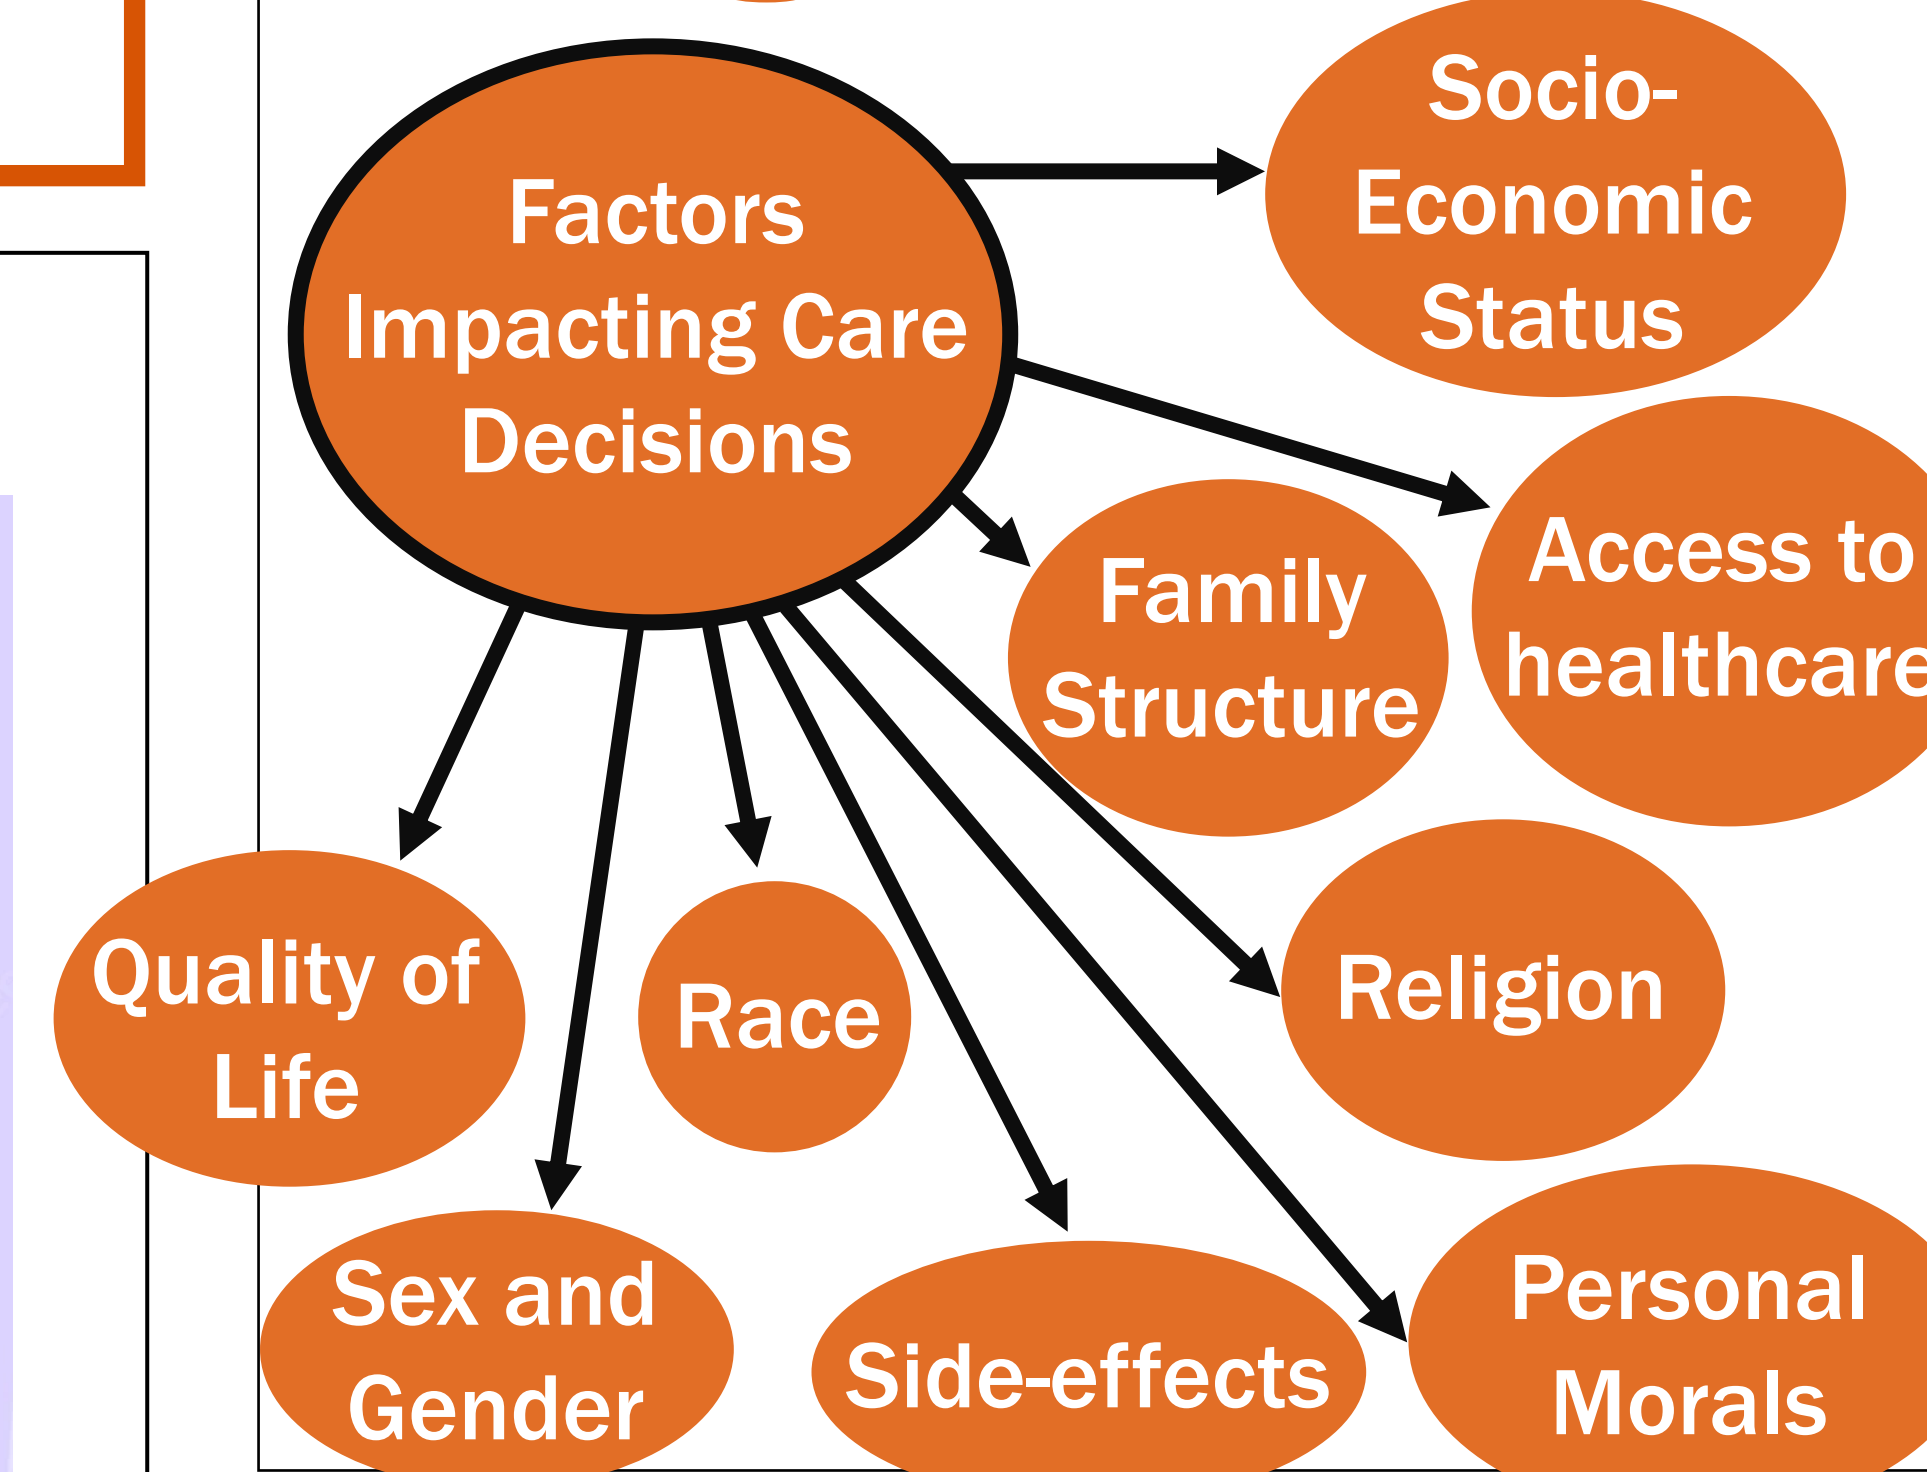 Factors
Impacting Care
Decisions
Socio-
Economic
Status
Access to
healthcare
Family
Structure
Religion
Quality of
Life
Race
Sex and
Gender
Side-effects
Personal
Morals